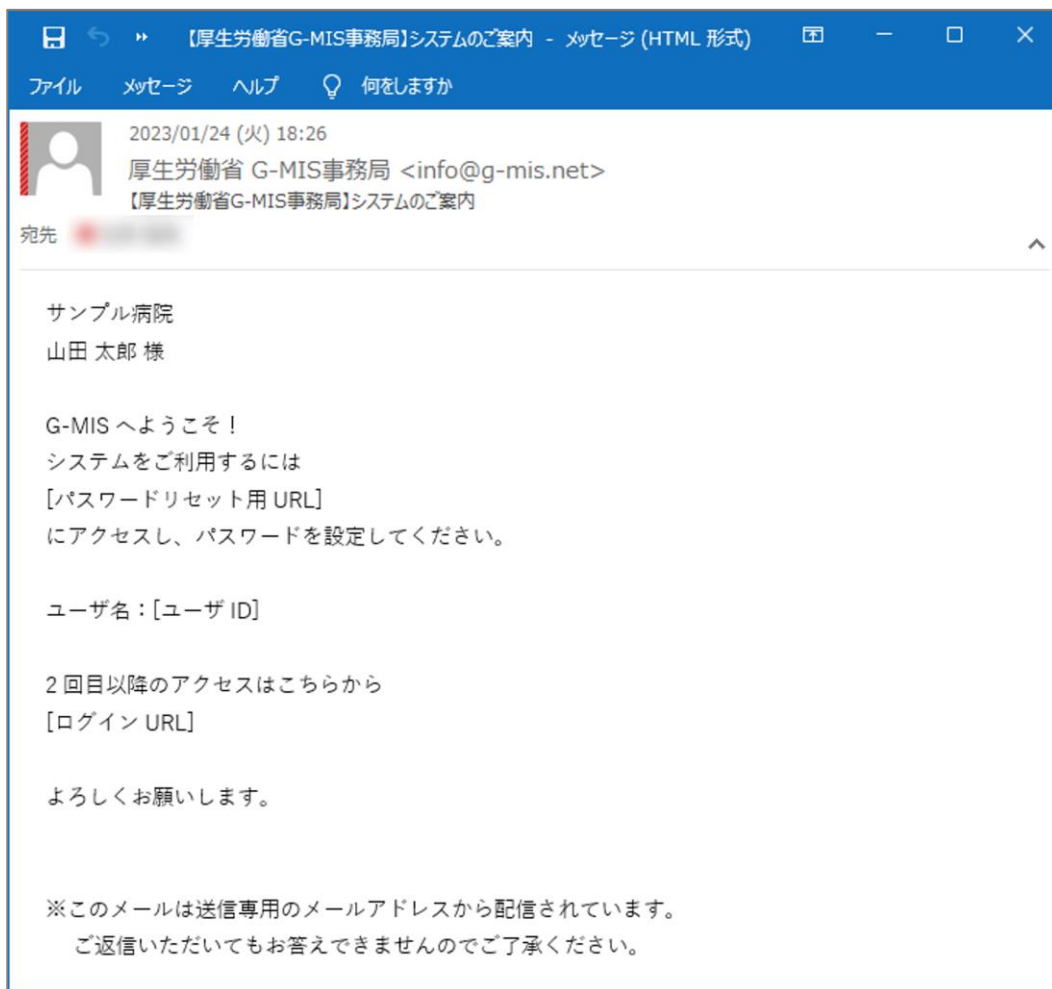 【厚生労働省G-MIS事務局】システムのご案内 - メッセージ (HTML 形式)
ファイル メッセージ ヘルプ 何をしますか
2023/01/24 (火) 18:26
厚生労働省 G-MIS事務局 <info@g-mis.net>
【厚生労働省G-MIS事務局】システムのご案内
宛先
サンプル病院
山田 太郎 様
G-MIS へようこそ！
システムをご利用するには
[パスワードリセット用 URL]
にアクセスし、パスワードを設定してください。
ユーザ名：[ユーザ ID]
2 回目以降のアクセスはこちらから
[ログイン URL]
よろしくお願いします。
※このメールは送信専用のメールアドレスから配信されています。
ご返信いただいてもお答えできませんのでご了承ください。